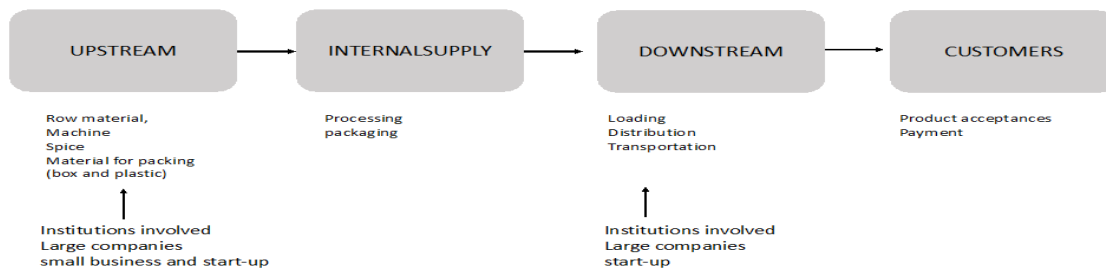 UPSTREAM
INTERNALSUPPLY
DOWNSTREAM
CUSTOMERS
Row material,
Machine
Spice
Material for packing
(box and plastic)
Processing
packaging
Loading
Distribution
Transportation
Product acceptances
Payment
Institutions involved
Large companies
small business and start-up
Institutions involved
Large companies
start-up